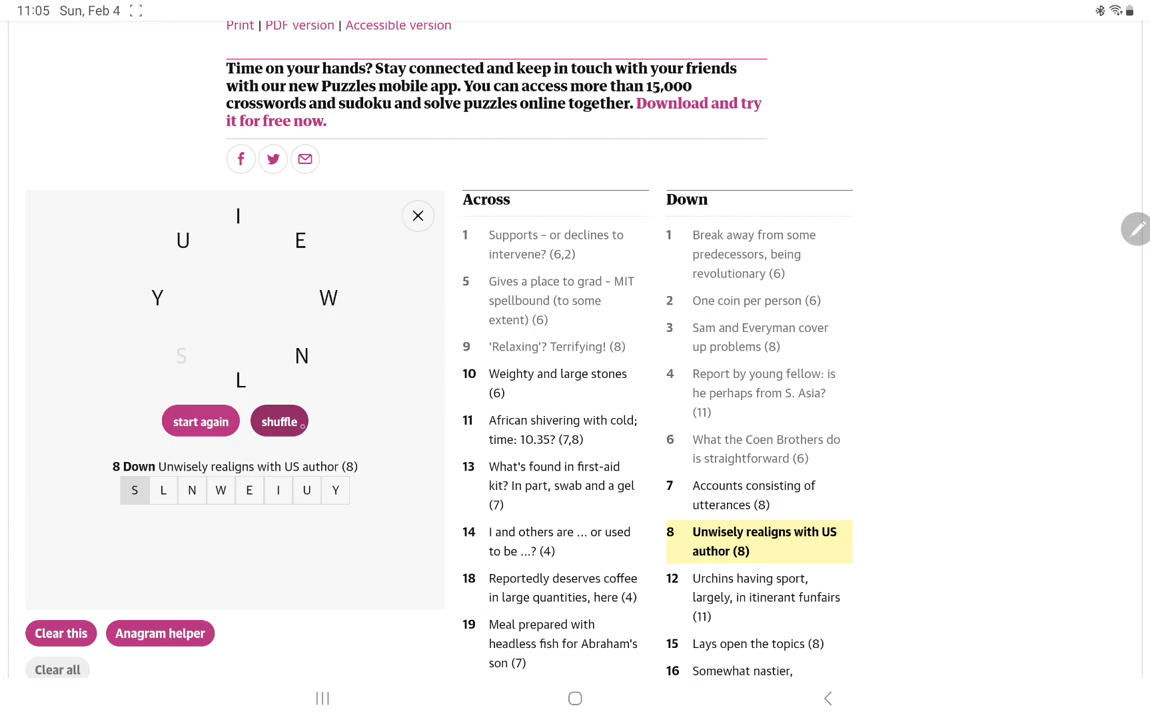 11:05 Sun, Feb 4
Print | PDF version | Accessible version
Time on your hands? Stay connected and keep in touch with your friends
with our new Puzzles mobile app. You can access more than 15,000
crosswords and sudoku and solve puzzles online together. Download and try
it for free now.
I
U
E
Y
W
S
N
L
start again
shuffle
8 Down Unwisely realigns with US author (8)
S L N W E I U Y
Clear this
Anagram helper
Clear all
Across
1 Supports – or declines to
intervene? (6,2)
5 Gives a place to grad – MIT
spellbound (to some
extent) (6)
9 'Relaxing'? Terrifying! (8)
10 Weighty and large stones
(6)
11 African shivering with cold;
time: 10.35? (7,8)
13 What's found in first-aid
kit? In part, swab and a gel
(7)
14 I and others are ... or used
to be ...? (4)
18 Reportedly deserves coffee
in large quantities, here (4)
19 Meal prepared with
headless fish for Abraham's
son (7)
Down
1 Break away from some
predecessors, being
revolutionary (6)
2 One coin per person (6)
3 Sam and Everyman cover
up problems (8)
4 Report by young fellow: is
he perhaps from S. Asia?
(11)
6 What the Coen Brothers do
is straightforward (6)
7 Accounts consisting of
utterances (8)
8 Unwisely realigns with US
author (8)
12 Urchins having sport,
largely, in itinerant funfairs
(11)
15 Lays open the topics (8)
16 Somewhat nastier,